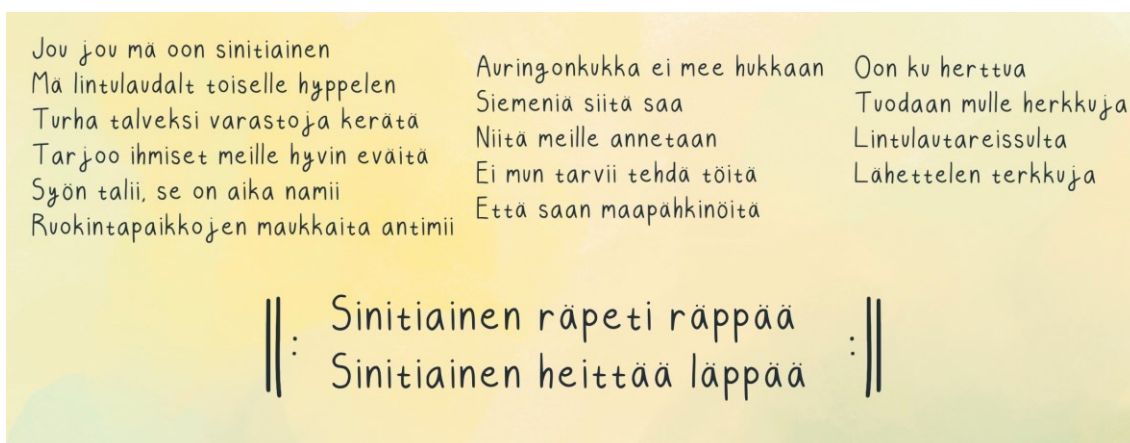 Jou jou mä oon sinitiainen
Mä lintulaudalt toiselle hyppelen
Turha talveksi varastoja kerätä
Tarjoo ihmiset meille hyvin eväitä
Syön talii, se on aika namii
Ruokintapaikkojen maukkaita antimii
Auringonkukka ei mee hukkaan
Siemeniä siitä saa
Niitä meille annetaan
Ei mun tarvii tehdä töitä
Että saan maapähkinöitä
Oon ku herttua
Tuodaan mulle herkkuja
Lintulautareissulta
Lähettelen terkkuja
‖: Sinitiainen räpeti räppää
Sinitiainen heittää läppää :‖